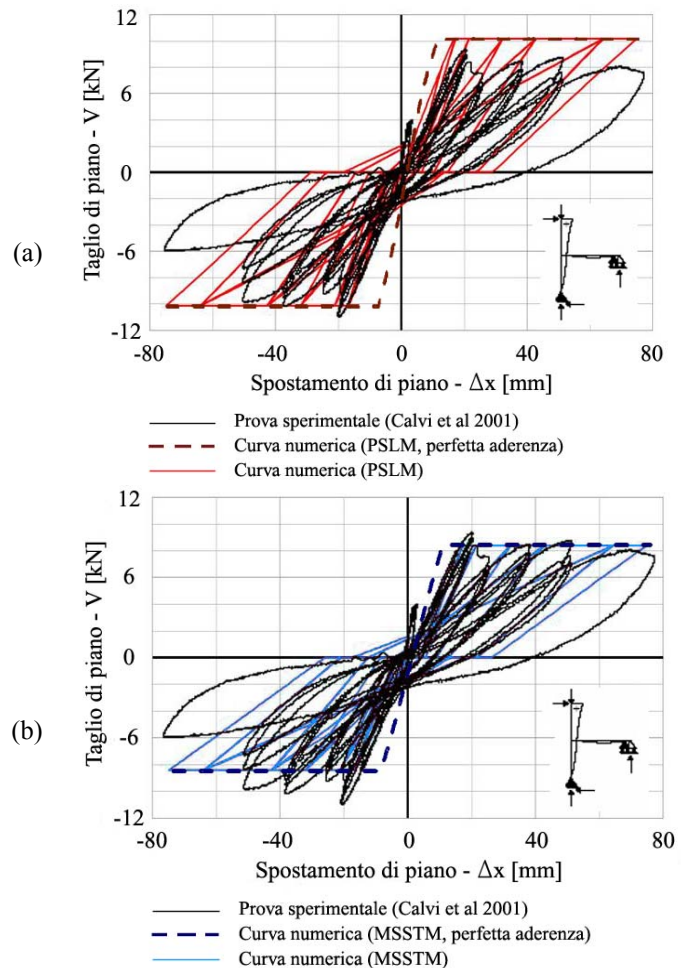 (a)
Taglio di piano - V [kN]
12
6
0
-6
-12
-80
-40
0
40
80
Spostamento di piano - Δx [mm]
Prova sperimentale (Calvi et al 2001)
Curva numerica (PSLM, perfetta aderenza)
Curva numerica (PSLM)
(b)
Taglio di piano - V [kN]
12
6
0
-6
-12
-80
-40
0
40
80
Spostamento di piano - Δx [mm]
Prova sperimentale (Calvi et al 2001)
Curva numerica (MSSTM, perfetta aderenza)
Curva numerica (MSSTM)